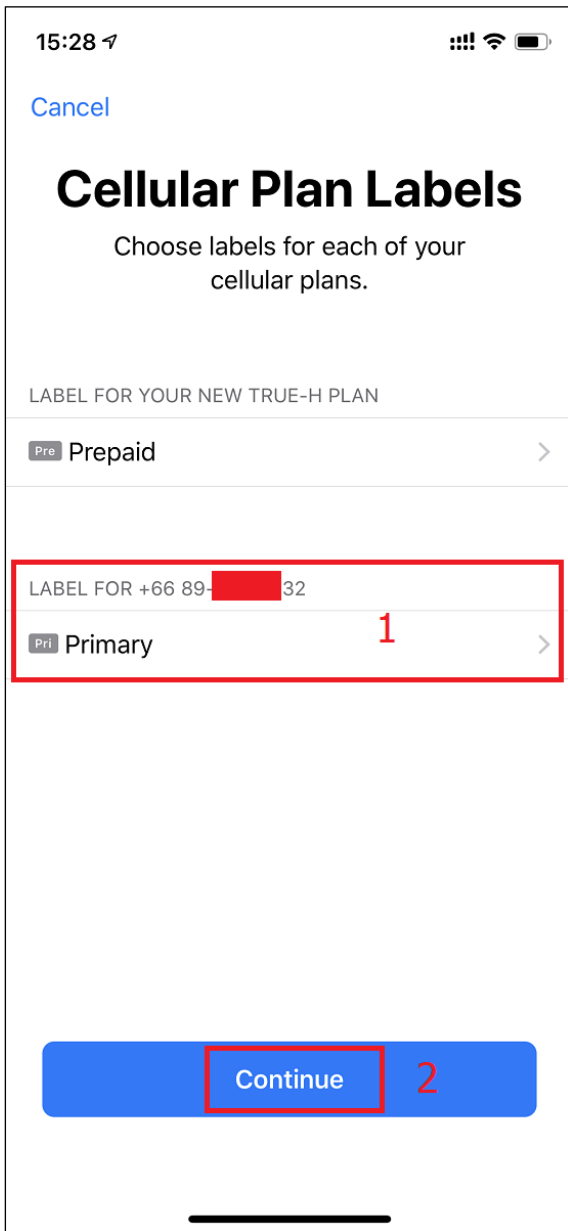 15:28
Cancel
Cellular Plan Labels
Choose labels for each of your
cellular plans.
LABEL FOR YOUR NEW TRUE-H PLAN
Pre Prepaid
LABEL FOR +66 89- 32
1
Pri Primary
Continue 2